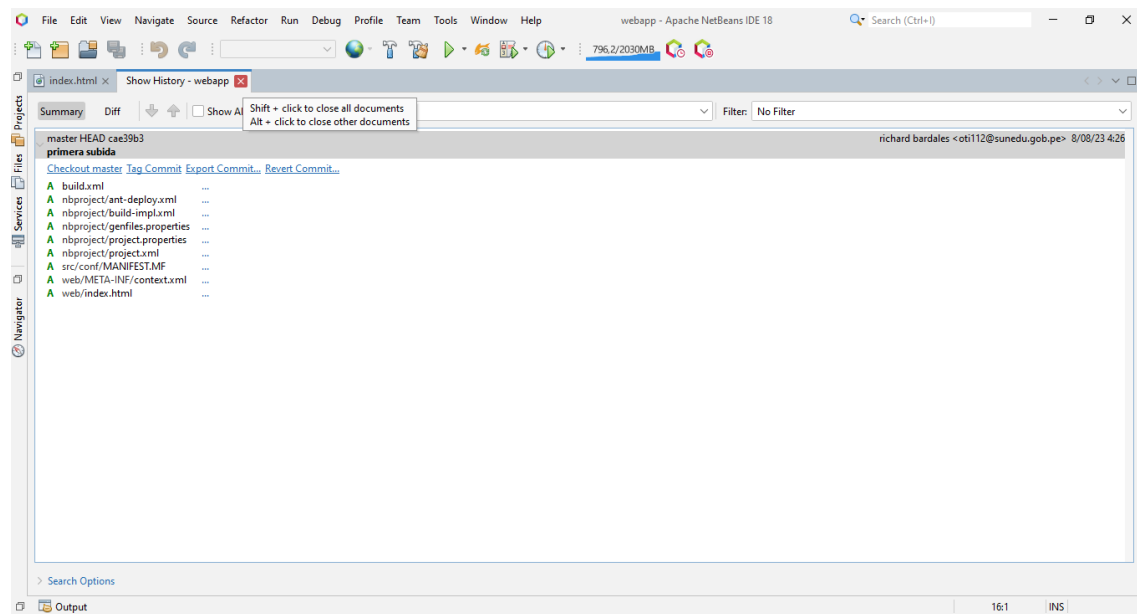 File Edit View Navigate Source Refactor Run Debug Profile Team Tools Window Help webapp - Apache NetBeans IDE 18 Search (Ctrl+I)
796,2/2030MB
index.html Show History - webapp
Summary Diff Show Al Filter: No Filter
Shift + click to close all documents
Alt + click to close other documents
master HEAD cae39b3 richard bardales <oti112@sunedu.gob.pe> 8/08/23 4:26
primera subida
Checkout master Tag Commit Export Commit... Revert Commit...
A build.xml ...
A nbproject/ant-deploy.xml ...
A nbproject/build-impl.xml ...
A nbproject/genfiles.properties ...
A nbproject/project.properties ...
A nbproject/project.xml ...
A src/conf/MANIFEST.MF ...
A web/META-INF/context.xml ...
A web/index.html ...
Projects
Files
Services
Navigator
Search Options
Output 16:1 INS